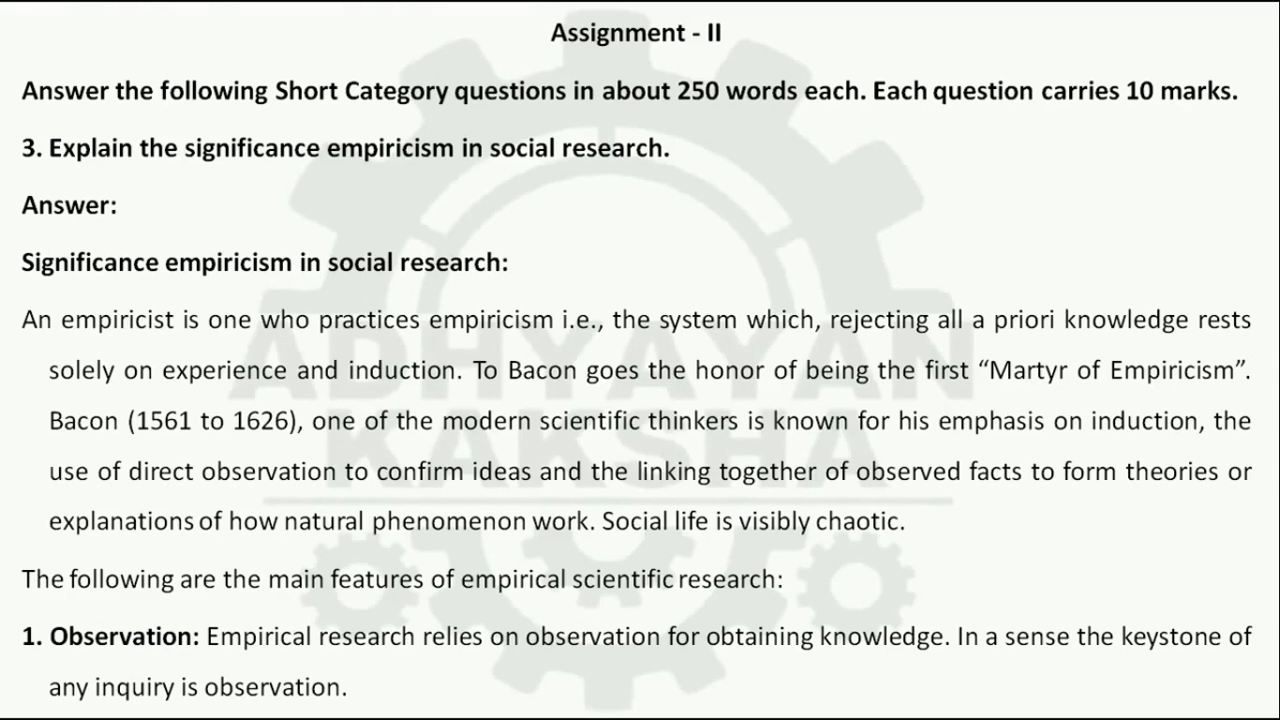 Assignment - II
Answer the following Short Category questions in about 250 words each. Each question carries 10 marks.
3. Explain the significance empiricism in social research.
Answer:
Significance empiricism in social research:
An empiricist is one who practices empiricism i.e., the system which, rejecting all a priori knowledge rests
solely on experience and induction. To Bacon goes the honor of being the first “Martyr of Empiricism”.
Bacon (1561 to 1626), one of the modern scientific thinkers is known for his emphasis on induction, the
use of direct observation to confirm ideas and the linking together of observed facts to form theories or
explanations of how natural phenomenon work. Social life is visibly chaotic.
The following are the main features of empirical scientific research:
1. Observation: Empirical research relies on observation for obtaining knowledge. In a sense the keystone of
any inquiry is observation.
ADHYAYAN
KAKSHA